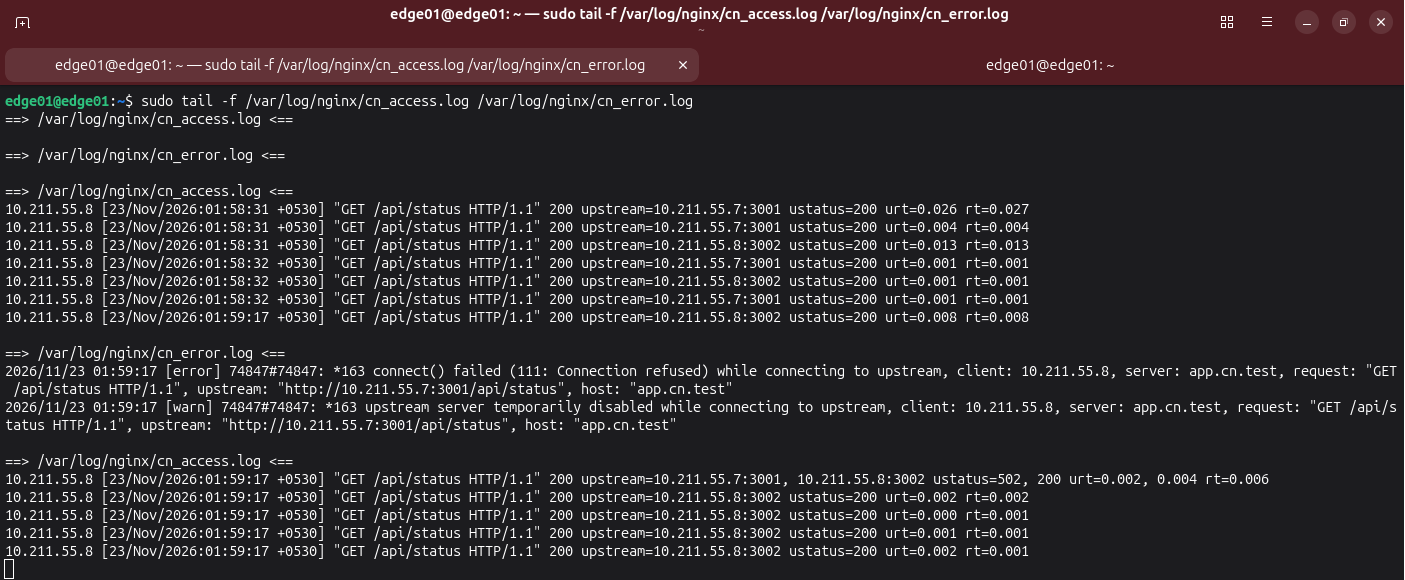 edge01@edge01: ~ — sudo tail -f /var/log/nginx/cn_access.log /var/log/nginx/cn_error.log
~
edge01@edge01: ~ — sudo tail -f /var/log/nginx/cn_access.log /var/log/nginx/cn_error.log
edge01@edge01: ~
edge01@edge01:~$ sudo tail -f /var/log/nginx/cn_access.log /var/log/nginx/cn_error.log
==> /var/log/nginx/cn_access.log <==
==> /var/log/nginx/cn_error.log <==
==> /var/log/nginx/cn_access.log <==
10.211.55.8 [23/Nov/2026:01:58:31 +0530] "GET /api/status HTTP/1.1" 200 upstream=10.211.55.7:3001 ustatus=200 urt=0.026 rt=0.027
10.211.55.8 [23/Nov/2026:01:58:31 +0530] "GET /api/status HTTP/1.1" 200 upstream=10.211.55.7:3001 ustatus=200 urt=0.004 rt=0.004
10.211.55.8 [23/Nov/2026:01:58:31 +0530] "GET /api/status HTTP/1.1" 200 upstream=10.211.55.8:3002 ustatus=200 urt=0.013 rt=0.013
10.211.55.8 [23/Nov/2026:01:58:32 +0530] "GET /api/status HTTP/1.1" 200 upstream=10.211.55.7:3001 ustatus=200 urt=0.001 rt=0.001
10.211.55.8 [23/Nov/2026:01:58:32 +0530] "GET /api/status HTTP/1.1" 200 upstream=10.211.55.8:3002 ustatus=200 urt=0.001 rt=0.001
10.211.55.8 [23/Nov/2026:01:58:32 +0530] "GET /api/status HTTP/1.1" 200 upstream=10.211.55.7:3001 ustatus=200 urt=0.001 rt=0.001
10.211.55.8 [23/Nov/2026:01:59:17 +0530] "GET /api/status HTTP/1.1" 200 upstream=10.211.55.8:3002 ustatus=200 urt=0.008 rt=0.008
==> /var/log/nginx/cn_error.log <==
2026/11/23 01:59:17 [error] 74847#74847: *163 connect() failed (111: Connection refused) while connecting to upstream, client: 10.211.55.8, server: app.cn.test, request: "GET
/api/status HTTP/1.1", upstream: "http://10.211.55.7:3001/api/status", host: "app.cn.test"
2026/11/23 01:59:17 [warn] 74847#74847: *163 upstream server temporarily disabled while connecting to upstream, client: 10.211.55.8, server: app.cn.test, request: "GET /api/s
tatus HTTP/1.1", upstream: "http://10.211.55.7:3001/api/status", host: "app.cn.test"
==> /var/log/nginx/cn_access.log <==
10.211.55.8 [23/Nov/2026:01:59:17 +0530] "GET /api/status HTTP/1.1" 200 upstream=10.211.55.7:3001, 10.211.55.8:3002 ustatus=502, 200 urt=0.002, 0.004 rt=0.006
10.211.55.8 [23/Nov/2026:01:59:17 +0530] "GET /api/status HTTP/1.1" 200 upstream=10.211.55.8:3002 ustatus=200 urt=0.002 rt=0.002
10.211.55.8 [23/Nov/2026:01:59:17 +0530] "GET /api/status HTTP/1.1" 200 upstream=10.211.55.8:3002 ustatus=200 urt=0.000 rt=0.001
10.211.55.8 [23/Nov/2026:01:59:17 +0530] "GET /api/status HTTP/1.1" 200 upstream=10.211.55.8:3002 ustatus=200 urt=0.001 rt=0.001
10.211.55.8 [23/Nov/2026:01:59:17 +0530] "GET /api/status HTTP/1.1" 200 upstream=10.211.55.8:3002 ustatus=200 urt=0.002 rt=0.001